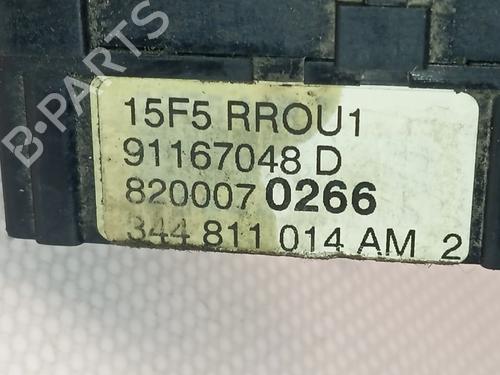 B-PARTS
15F5 RROU1
91167048 D
820007 0266
344 811 014 AM 2